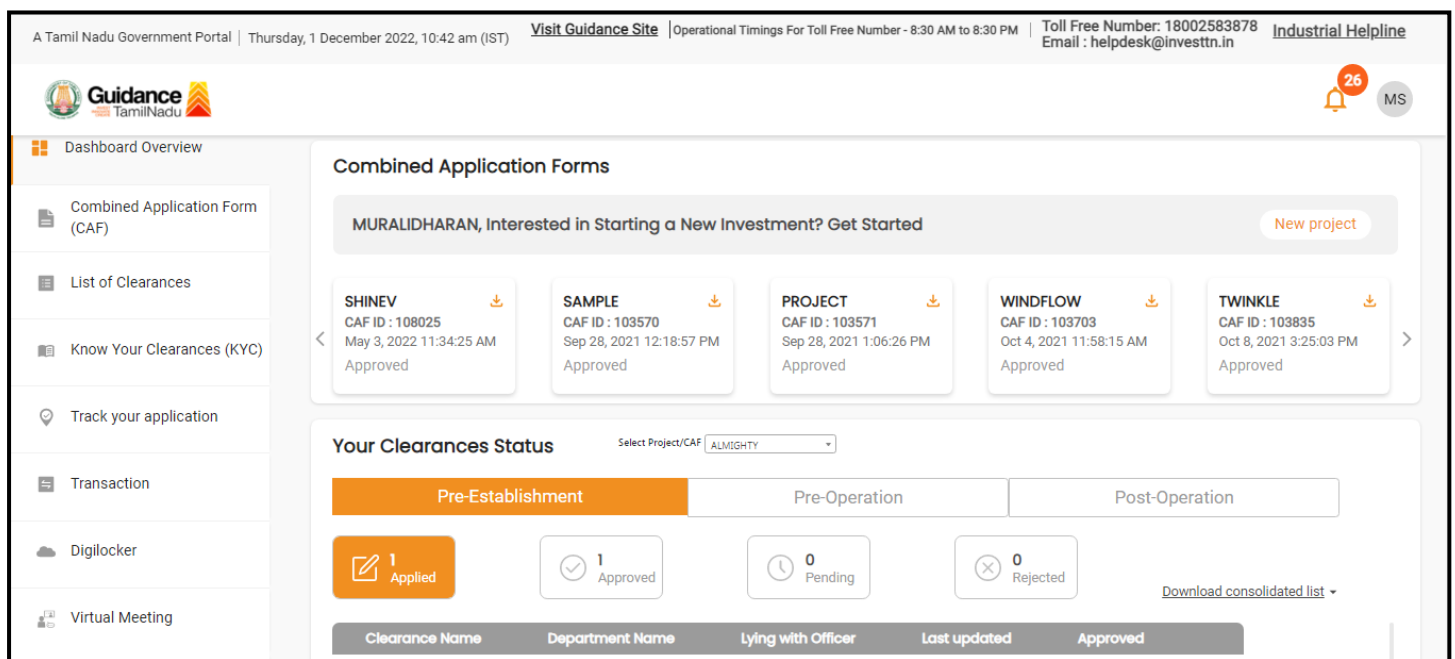 A Tamil Nadu Government Portal | Thursday, 1 December 2022, 10:42 am (IST)
Visit Guidance Site | Operational Timings For Toll Free Number - 8:30 AM to 8:30 PM | Toll Free Number: 18002583878
Email : helpdesk@investtn.in
Industrial Helpline
Guidance
TamilNadu
26
MS
Dashboard Overview
Combined Application Form
(CAF)
List of Clearances
Know Your Clearances (KYC)
Track your application
Transaction
Digilocker
Virtual Meeting
Combined Application Forms
MURALIDHARAN, Interested in Starting a New Investment? Get Started
New project
SHINEV
CAF ID : 108025
May 3, 2022 11:34:25 AM
Approved
SAMPLE
CAF ID : 103570
Sep 28, 2021 12:18:57 PM
Approved
PROJECT
CAF ID : 103571
Sep 28, 2021 1:06:26 PM
Approved
WINDFLOW
CAF ID : 103703
Oct 4, 2021 11:58:15 AM
Approved
TWINKLE
CAF ID : 103835
Oct 8, 2021 3:25:03 PM
Approved
Your Clearances Status
Select Project/CAF ALMIGHTY
Pre-Establishment
Pre-Operation
Post-Operation
1
Applied
1
Approved
0
Pending
0
Rejected
Download consolidated list
Clearance Name Department Name Lying with Officer Last updated Approved